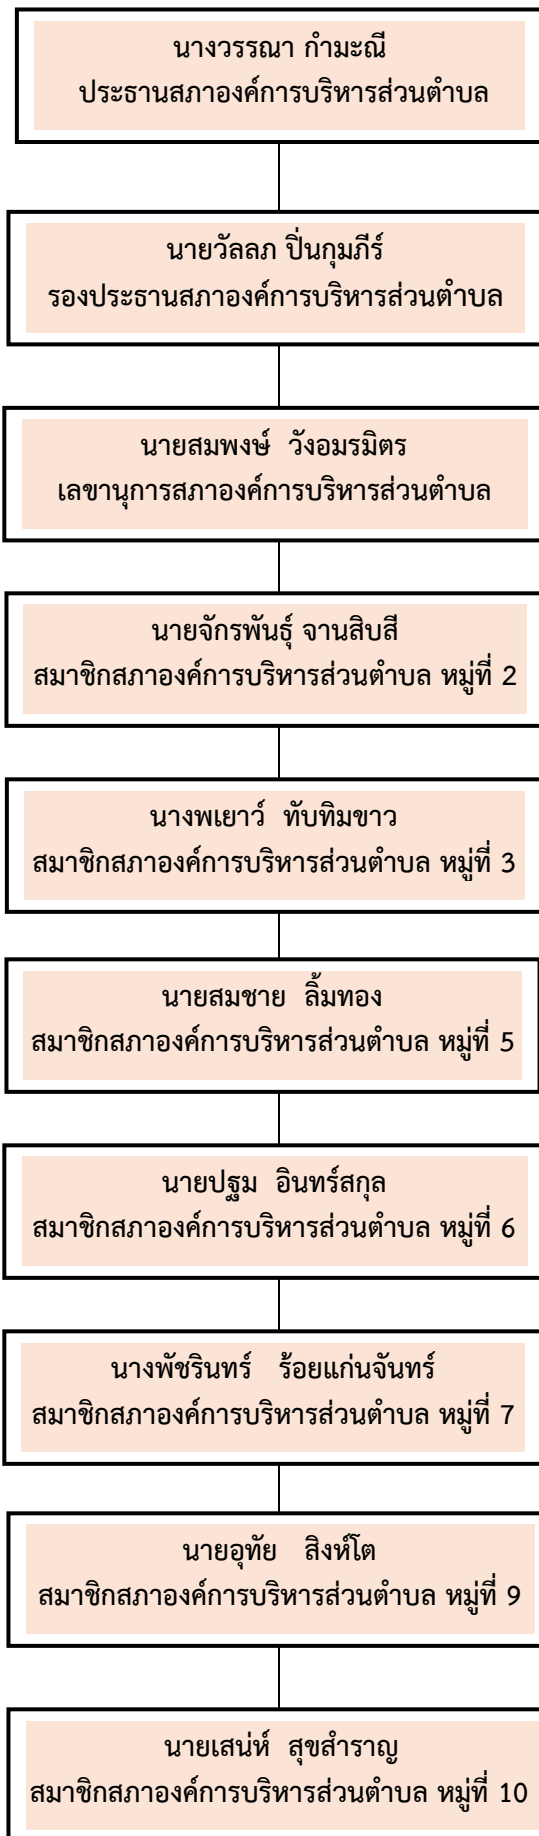 นางวรรณา กำมะณี
ประธานสภาองค์การบริหารส่วนตำบล
นายวัลลภ ปิ่นกุมภีร์
รองประธานสภาองค์การบริหารส่วนตำบล
นายสมพงษ์ วังอมรมิตร
เลขานุการสภาองค์การบริหารส่วนตำบล
นายจักรพันธุ์ จานสิบสี
สมาชิกสภาองค์การบริหารส่วนตำบล หมู่ที่ 2
นางพเยาว์ ทับทิมขาว
สมาชิกสภาองค์การบริหารส่วนตำบล หมู่ที่ 3
นายสมชาย ลิ้มทอง
สมาชิกสภาองค์การบริหารส่วนตำบล หมู่ที่ 5
นายปฐม อินทร์สกุล
สมาชิกสภาองค์การบริหารส่วนตำบล หมู่ที่ 6
นางพัชรินทร์ ร้อยแก่นจันทร์
สมาชิกสภาองค์การบริหารส่วนตำบล หมู่ที่ 7
นายอุทัย สิงห์โต
สมาชิกสภาองค์การบริหารส่วนตำบล หมู่ที่ 9
นายเสน่ห์ สุขสำราญ
สมาชิกสภาองค์การบริหารส่วนตำบล หมู่ที่ 10